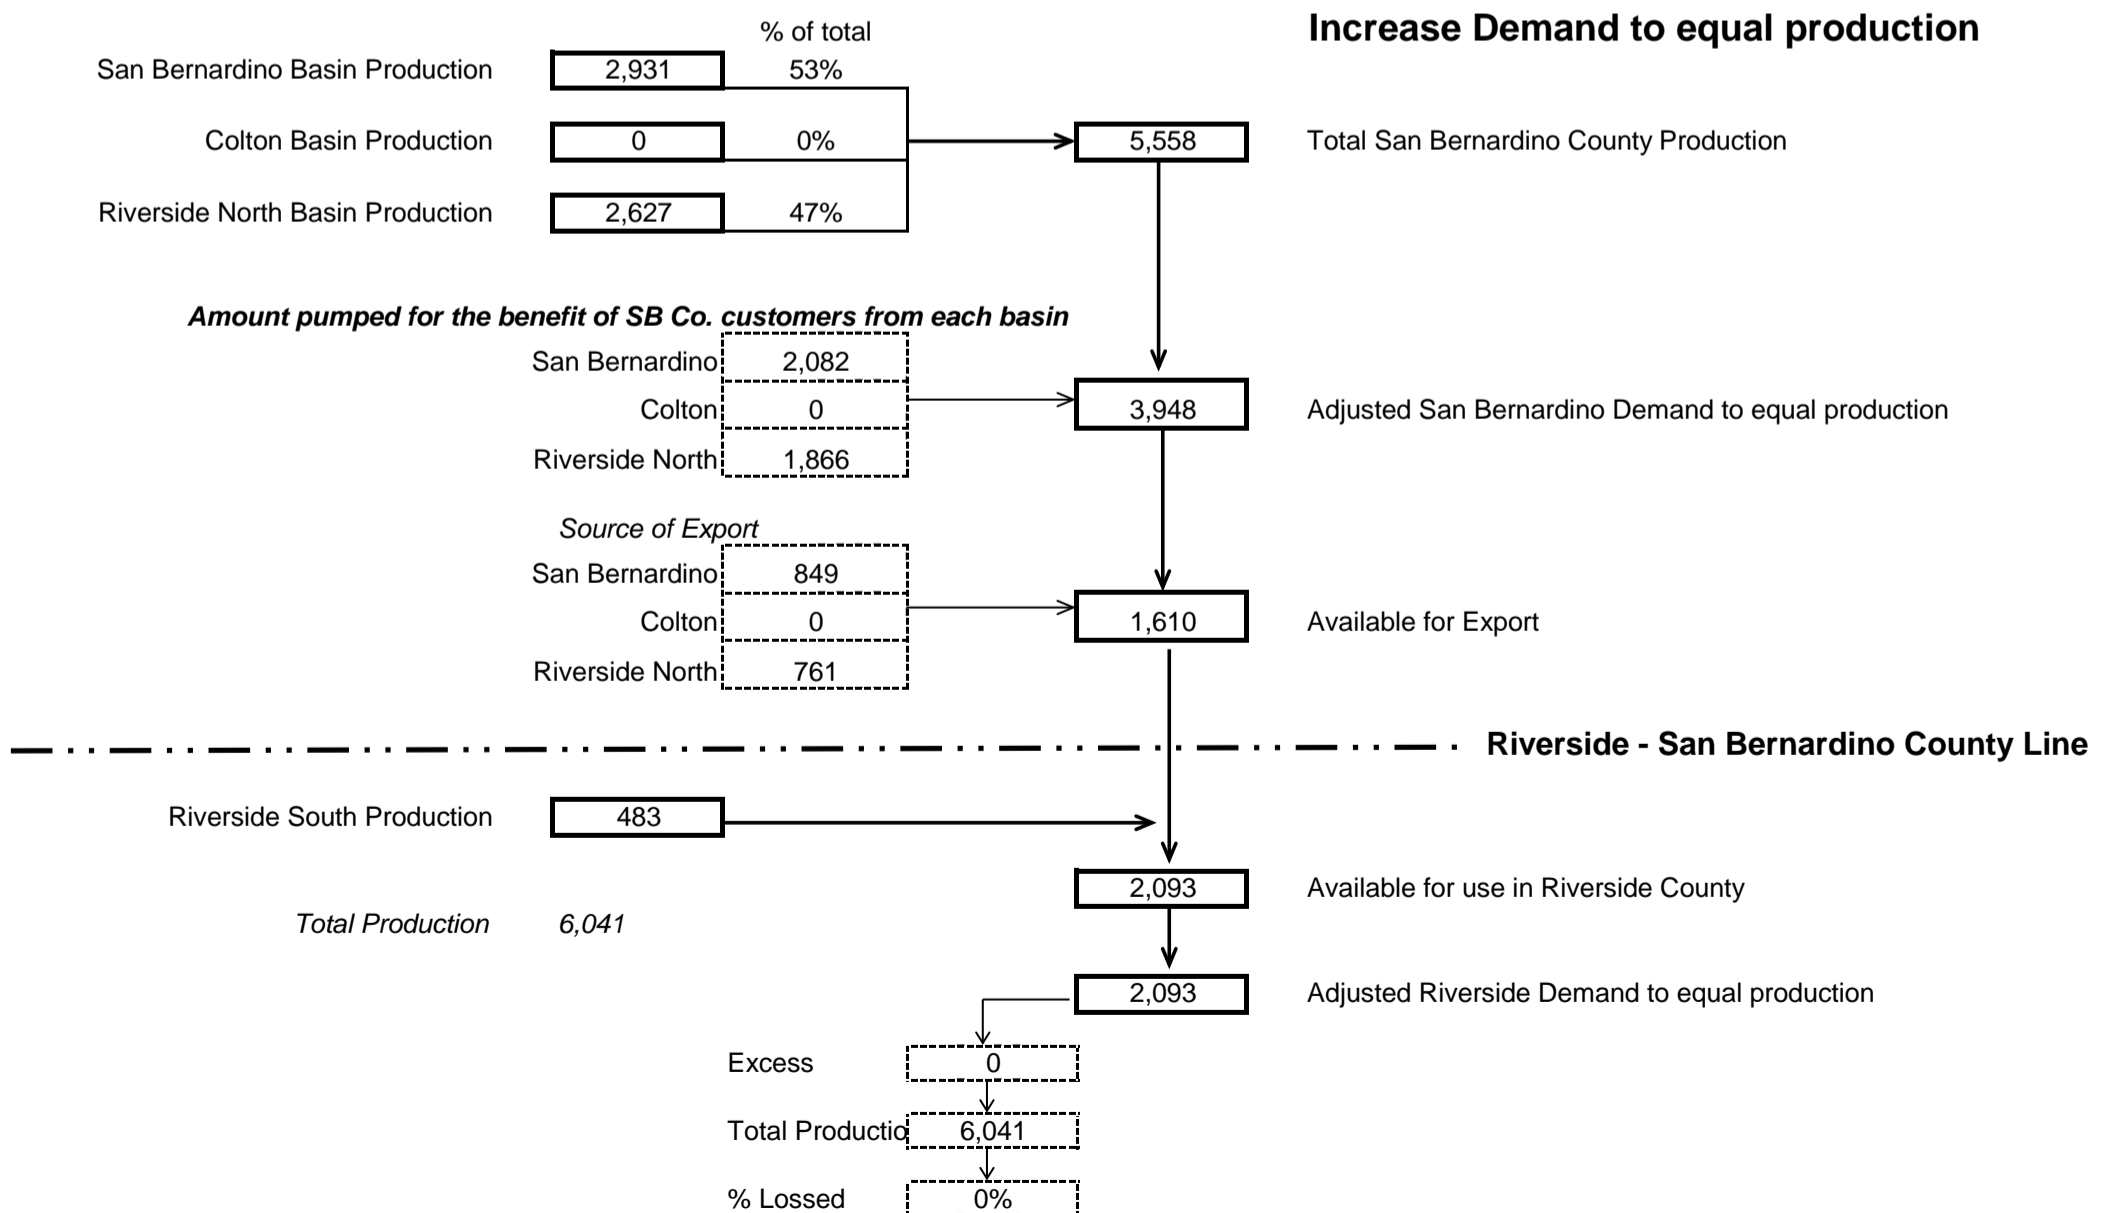 Increase Demand to equal production
% of total
San Bernardino Basin Production 2,931 53%
Colton Basin Production 0 0% 5,558 Total San Bernardino County Production
Riverside North Basin Production 2,627 47%
Amount pumped for the benefit of SB Co. customers from each basin
San Bernardino 2,082
Colton 0 3,948 Adjusted San Bernardino Demand to equal production
Riverside North 1,866
Source of Export
San Bernardino 849
Colton 0 1,610 Available for Export
Riverside North 761
Riverside - San Bernardino County Line
Riverside South Production 483
2,093 Available for use in Riverside County
Total Production 6,041
2,093 Adjusted Riverside Demand to equal production
Excess 0
Total Productio 6,041
% Lossed 0%